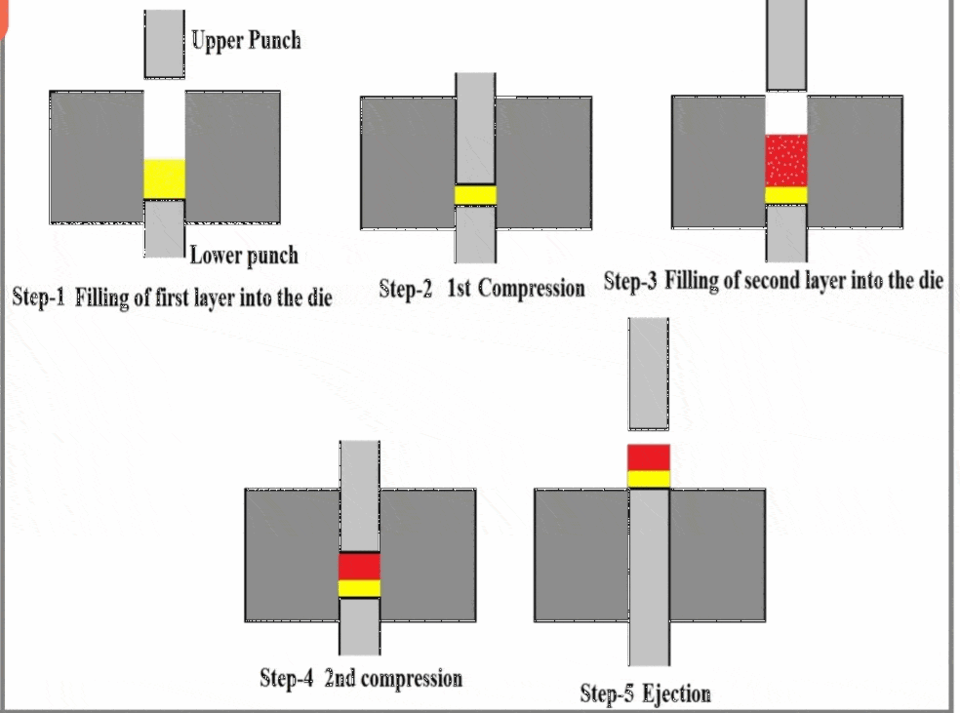 Upper Punch
Lower punch
Step-1 Filling of first layer into the die
Step-2 1st Compression
Step-3 Filling of second layer into the die
Step-4 2nd compression
Step-5 Ejection